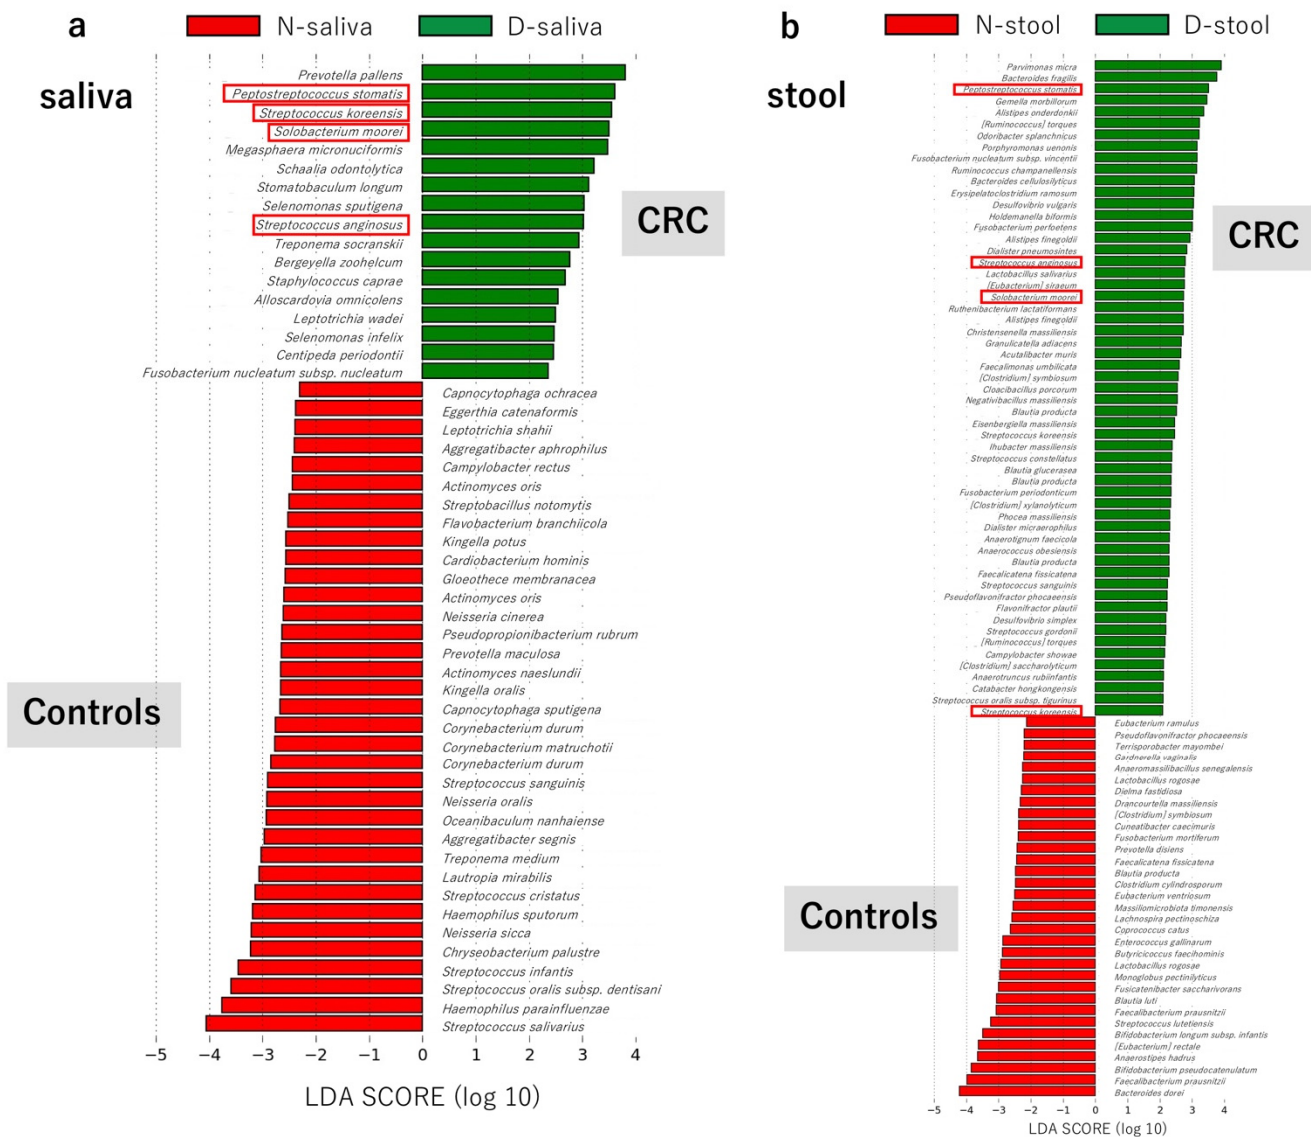 a
N-saliva
D-saliva
saliva
Prevotella pallens
Peptostreptococcus stomatis
Streptococcus koreensis
Solobacterium moorei
Megasphaera micronuciformis
Schaalia odontolytica
Stomatobaculum longum
Selenomonas sputigena
Streptococcus anginosus
Treponema socranskii
Bergeyella zoohelcum
Staphylococcus caprae
Alloscardovia omnicolens
Leptotrichia wadei
Selenomonas infelix
Centipeda periodontii
Fusobacterium nucleatum subsp. nucleatum
CRC
Capnocytophaga ochracea
Eggerthia catenaformis
Leptotrichia shahii
Aggregatibacter aphrophilus
Campylobacter rectus
Actinomyces oris
Streptobacillus notomytis
Flavobacterium branchiicola
Kingella potus
Cardiobacterium hominis
Gloeothece membranacea
Actinomyces oris
Neisseria cinerea
Pseudopropionibacterium rubrum
Prevotella maculosa
Actinomyces naeslundii
Kingella oralis
Capnocytophaga sputigena
Corynebacterium durum
Corynebacterium matruchotii
Corynebacterium durum
Streptococcus sanguinis
Neisseria oralis
Oceanibaculum nanhaiense
Aggregatibacter segnis
Treponema medium
Lautropia mirabilis
Streptococcus cristatus
Haemophilus sputorum
Neisseria sicca
Chryseobacterium palustre
Streptococcus infantis
Streptococcus oralis subsp. dentisani
Haemophilus parainfluenzae
Streptococcus salivarius
Controls
−5 −4 −3 −2 −1 0 1 2 3 4
LDA SCORE (log 10)
b
N-stool
D-stool
stool
Parvimonas micra
Bacteroides fragilis
Peptostreptococcus stomatis
Gemella morbillorum
Alistipes onderdonkii
[Ruminococcus] torques
Odoribacter splanchnicus
Porphyromonas uenonis
Fusobacterium nucleatum subsp. vincentii
Ruminococcus champanellensis
Bacteroides cellulosilyticus
Erysipelatoclostridium ramosum
Desulfovibrio vulgaris
Holdemanella biformis
Fusobacterium perfoetens
Alistipes finegoldii
Dialister pneumosintes
Streptococcus anginosus
Lactobacillus salivarius
[Eubacterium] siraeum
Solobacterium moorei
Ruthenibacterium lactatiformans
Alistipes finegoldii
Christensenella massiliensis
Granulicatella adiacens
Acutalibacter muris
Faecalimonas umbilicata
[Clostridium] symbiosum
Cloacibacillus porcorum
Negativibacillus massiliensis
Blautia producta
Eisenbergiella massiliensis
Streptococcus koreensis
Ihubacter massiliensis
Streptococcus constellatus
Blautia glucerasea
Blautia producta
Fusobacterium periodonticum
[Clostridium] xylanolyticum
Phocea massiliensis
Dialister micraerophilus
Anaerotignum faecicola
Anaerococcus obesiensis
Blautia producta
Faecalicatena fissicatena
Streptococcus sanguinis
Pseudoflavonifractor phocaeensis
Flavonifractor plautii
Desulfovibrio simplex
Streptococcus gordonii
[Ruminococcus] torques
Campylobacter showae
[Clostridium] saccharolyticum
Anaerotruncus rubiinfantis
Catabacter hongkongensis
Streptococcus oralis subsp. tigurinus
Streptococcus koreensis
CRC
Eubacterium ramulus
Pseudoflavonifractor phocaeensis
Terrisporobacter mayombei
Gardnerella vaginalis
Anaeromassilibacillus senegalensis
Lactobacillus rogosae
Dielma fastidiosa
Drancourtella massiliensis
[Clostridium] symbiosum
Cuneatibacter caecimuris
Fusobacterium mortiferum
Prevotella disiens
Faecalicatena fissicatena
Blautia producta
Clostridium cylindrosporum
Eubacterium ventriosum
Massiliomicrobiota timonensis
Lachnospira pectinoschiza
Coprococcus catus
Enterococcus gallinarum
Butyricicoccus faecihominis
Lactobacillus rogosae
Monoglobus pectinilyticus
Fusicatenibacter saccharivorans
Blautia luti
Faecalibacterium prausnitzii
Streptococcus lutetiensis
Bifidobacterium longum subsp. infantis
[Eubacterium] rectale
Anaerostipes hadrus
Bifidobacterium pseudocatenulatum
Faecalibacterium prausnitzii
Bacteroides dorei
Controls
−5 −4 −3 −2 −1 0 1 2 3 4
LDA SCORE (log 10)